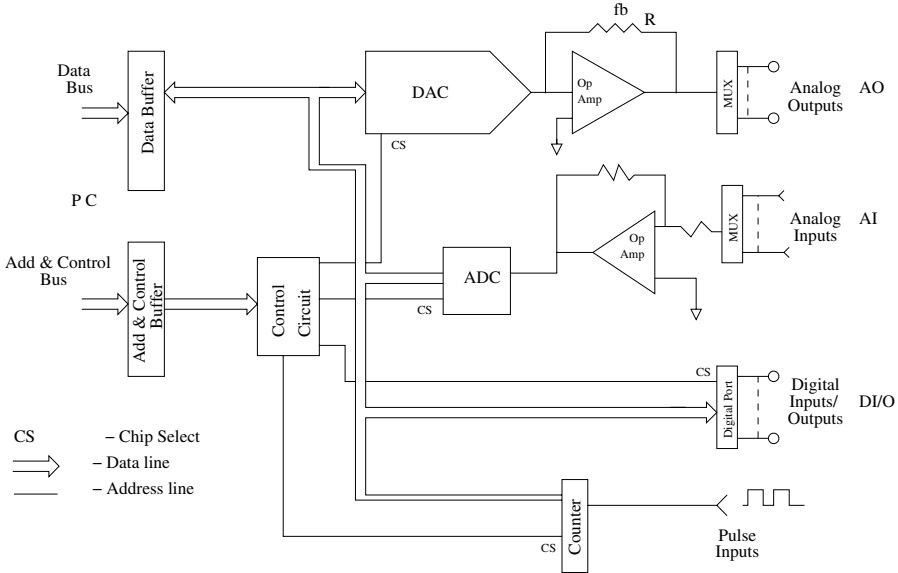 fb
R
Data
Bus
Data Buffer
DAC
Op
Amp
MUX
Analog
Outputs
AO
CS
P C
Add & Control
Bus
Add & Control
Buffer
Control
Circuit
ADC
CS
Op
Amp
MUX
Analog
Inputs
AI
CS
Digital Port
Digital
Inputs/
Outputs
DI/O
CS – Chip Select
– Data line
– Address line
Counter
CS
Pulse
Inputs